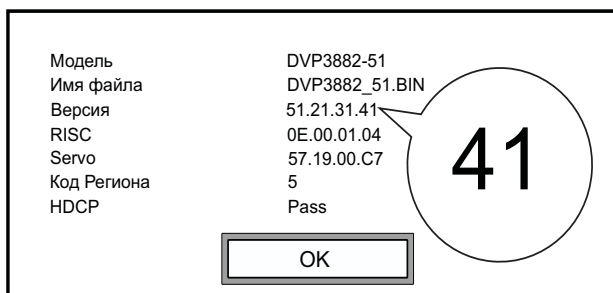 Модель DVP3882-51
Имя файла DVP3882_51.BIN
Версия 51.21.31.41
RISC 0E.00.01.04
Servo 57.19.00.C7
Код Региона 5
HDCP Pass
41
OK